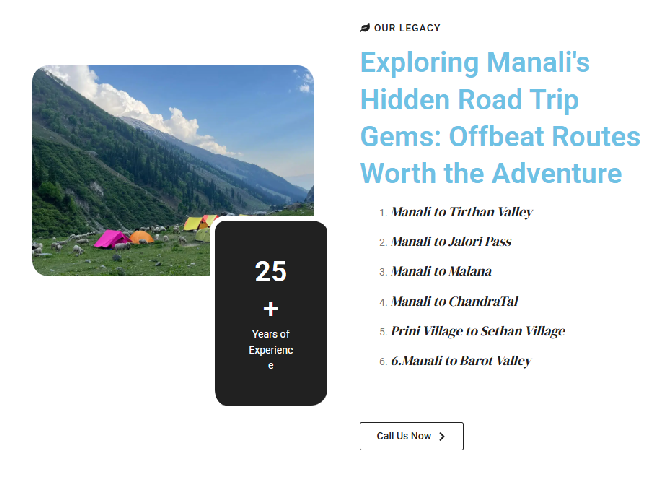 OUR LEGACY
Exploring Manali's
Hidden Road Trip
Gems: Offbeat Routes
Worth the Adventure
1. Manali to Tirthan Valley
2. Manali to Jalori Pass
3. Manali to Malana
4. Manali to ChandraTal
5. Prini Village to Sethan Village
6. 6.Manali to Barot Valley
25
+
Years of
Experienc
e
Call Us Now